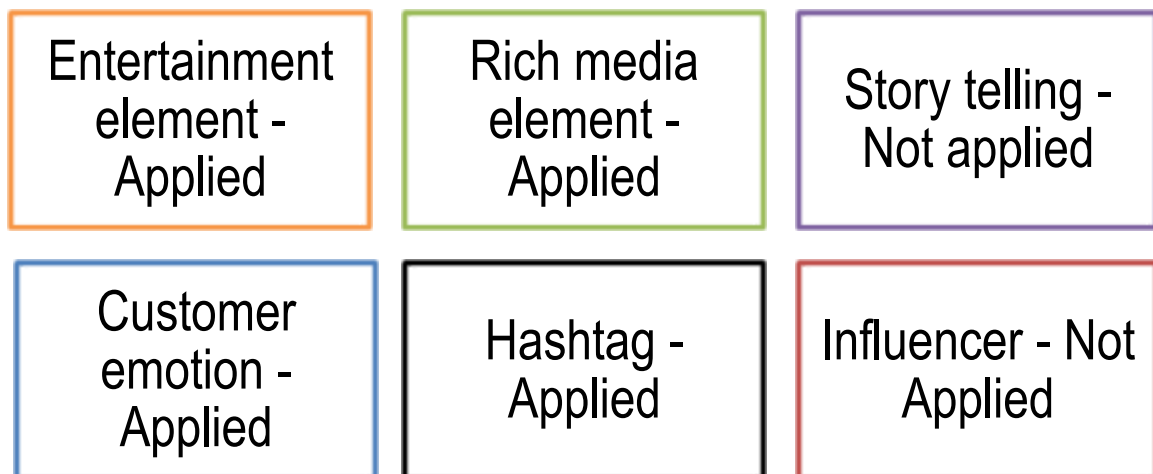 Entertainment
element -
Applied
Rich media
element -
Applied
Story telling -
Not applied
Customer
emotion -
Applied
Hashtag -
Applied
Influencer - Not
Applied